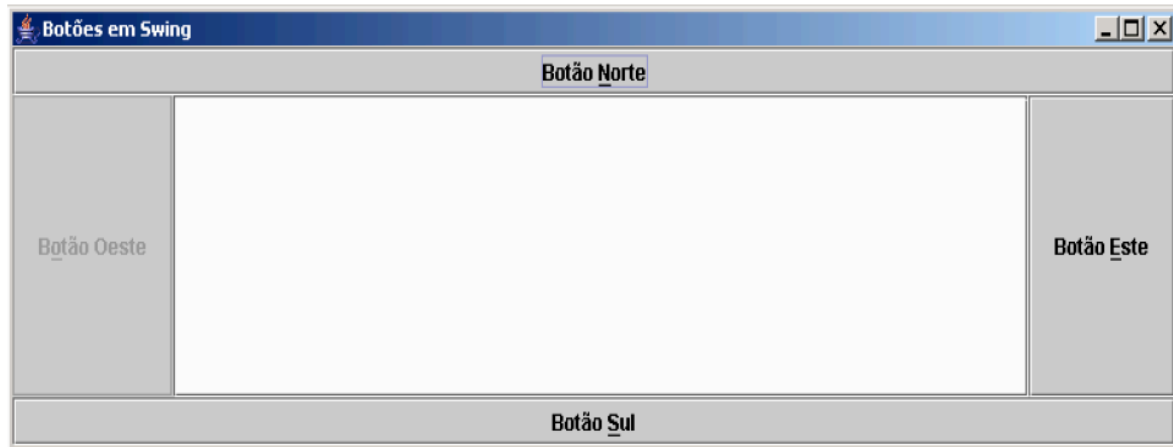 Botões em Swing
Botão Norte
Botão Oeste
Botão Este
Botão Sul